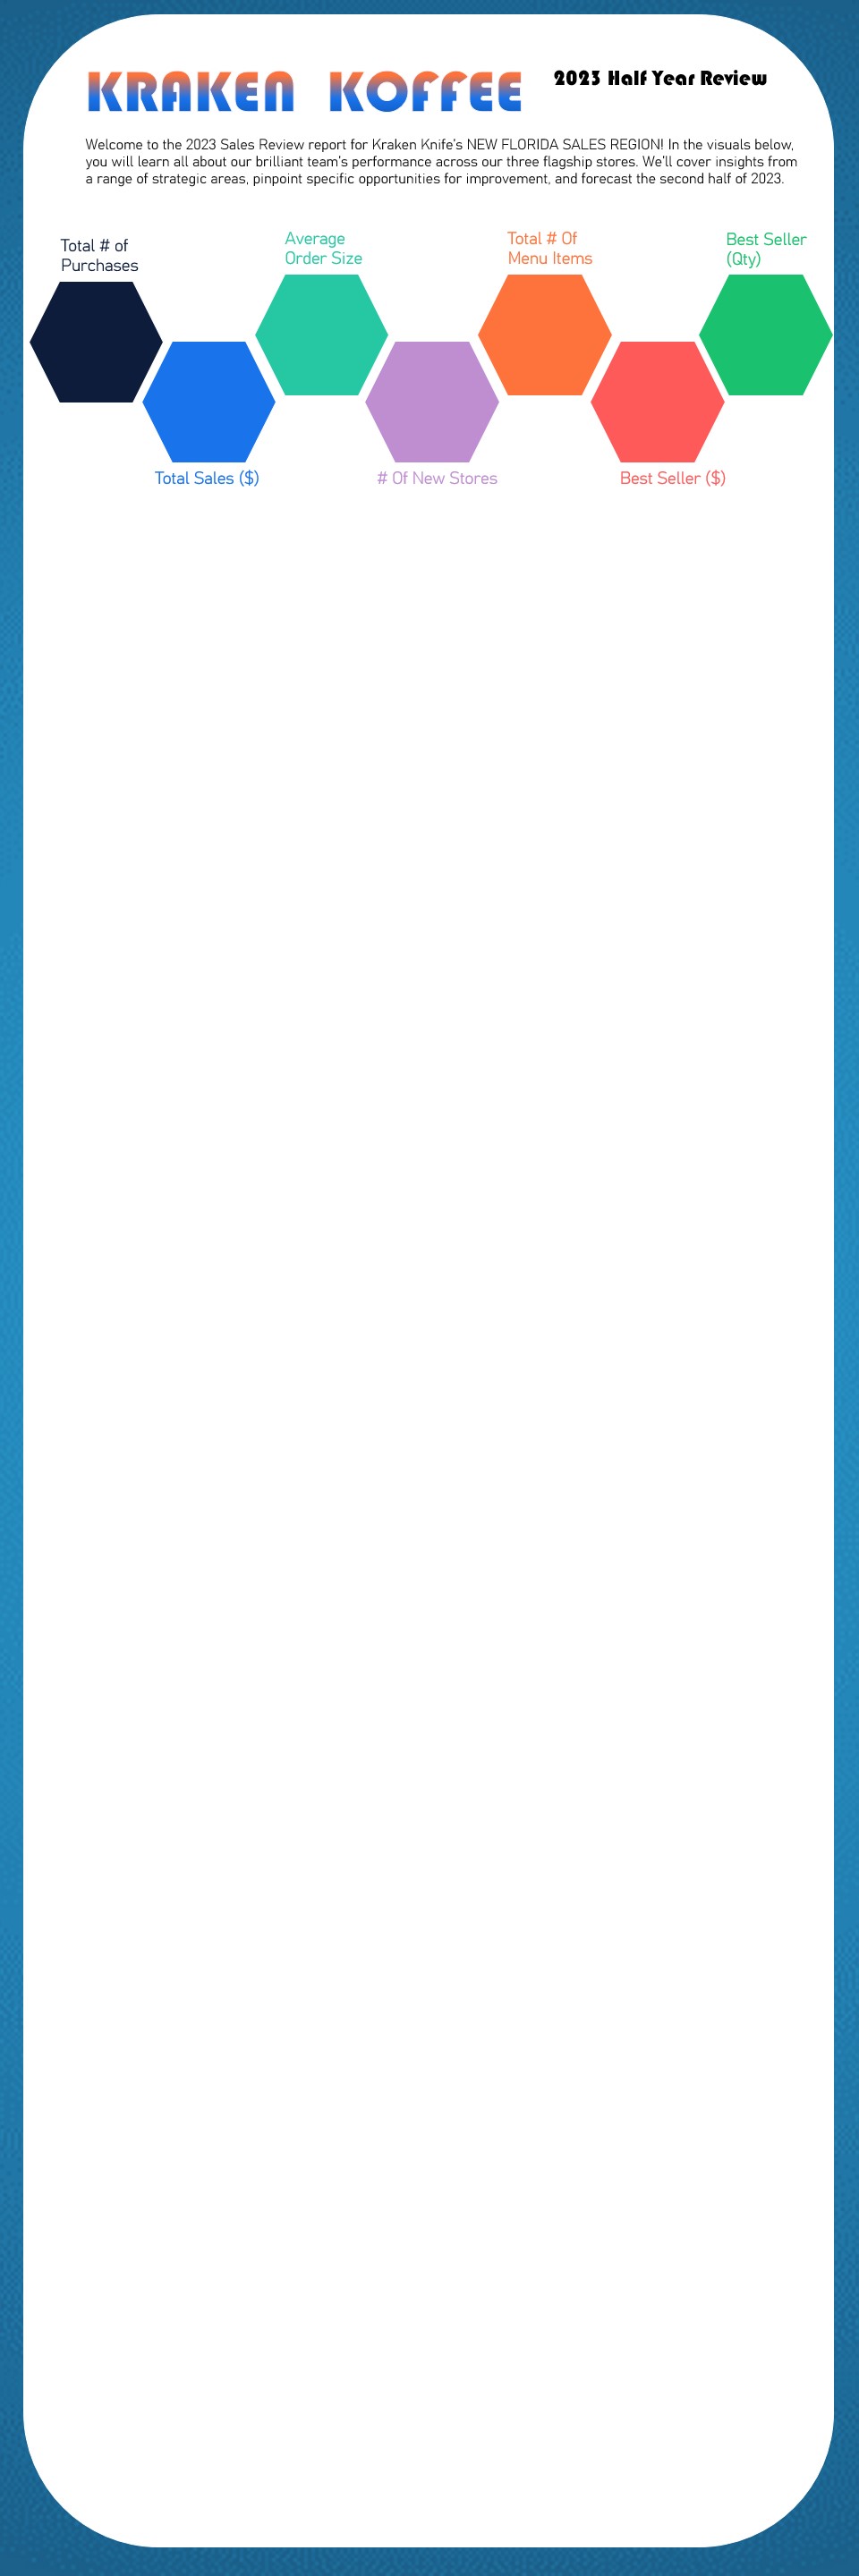 KRAKEN KOFFEE
2023 Half Year Review
Welcome to the 2023 Sales Review report for Kraken Knife's NEW FLORIDA SALES REGION! In the visuals below,
you will learn all about our brilliant team's performance across our three flagship stores. We'll cover insights from
a range of strategic areas, pinpoint specific opportunities for improvement, and forecast the second half of 2023.
Total # of
Purchases
Average
Order Size
Total # Of
Menu Items
Best Seller
(Qty)
Total Sales ($)
# Of New Stores
Best Seller ($)